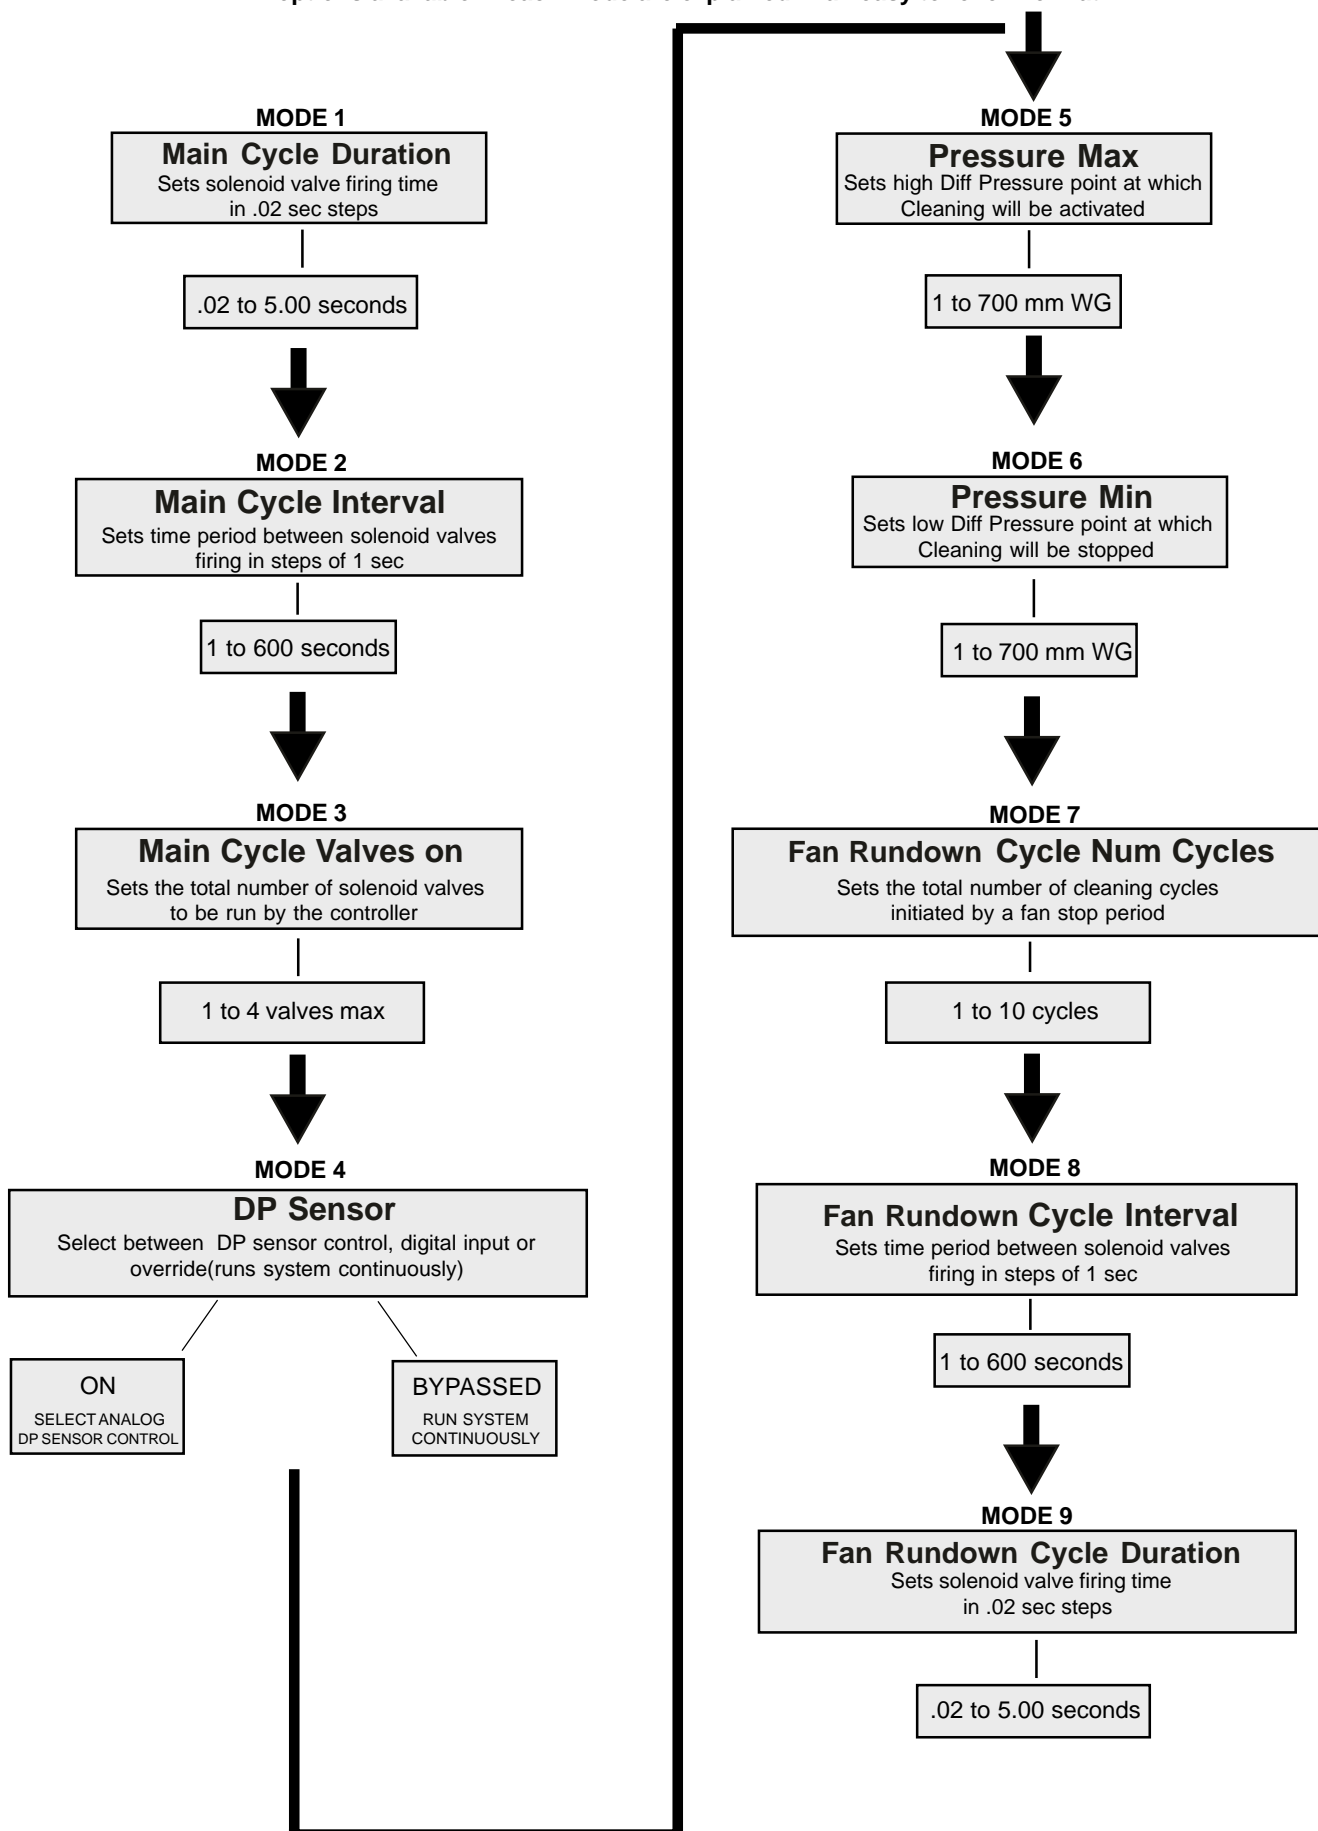 MODE 1
Main Cycle Duration
Sets solenoid valve firing time
in .02 sec steps
.02 to 5.00 seconds
MODE 2
Main Cycle Interval
Sets time period between solenoid valves
firing in steps of 1 sec
1 to 600 seconds
MODE 3
Main Cycle Valves on
Sets the total number of solenoid valves
to be run by the controller
1 to 4 valves max
MODE 4
DP Sensor
Select between DP sensor control, digital input or
override(runs system continuously)
ON
SELECT ANALOG
DP SENSOR CONTROL
BYPASSED
RUN SYSTEM
CONTINUOUSLY
MODE 5
Pressure Max
Sets high Diff Pressure point at which
Cleaning will be activated
1 to 700 mm WG
MODE 6
Pressure Min
Sets low Diff Pressure point at which
Cleaning will be stopped
1 to 700 mm WG
MODE 7
Fan Rundown Cycle Num Cycles
Sets the total number of cleaning cycles
initiated by a fan stop period
1 to 10 cycles
MODE 8
Fan Rundown Cycle Interval
Sets time period between solenoid valves
firing in steps of 1 sec
1 to 600 seconds
MODE 9
Fan Rundown Cycle Duration
Sets solenoid valve firing time
in .02 sec steps
.02 to 5.00 seconds